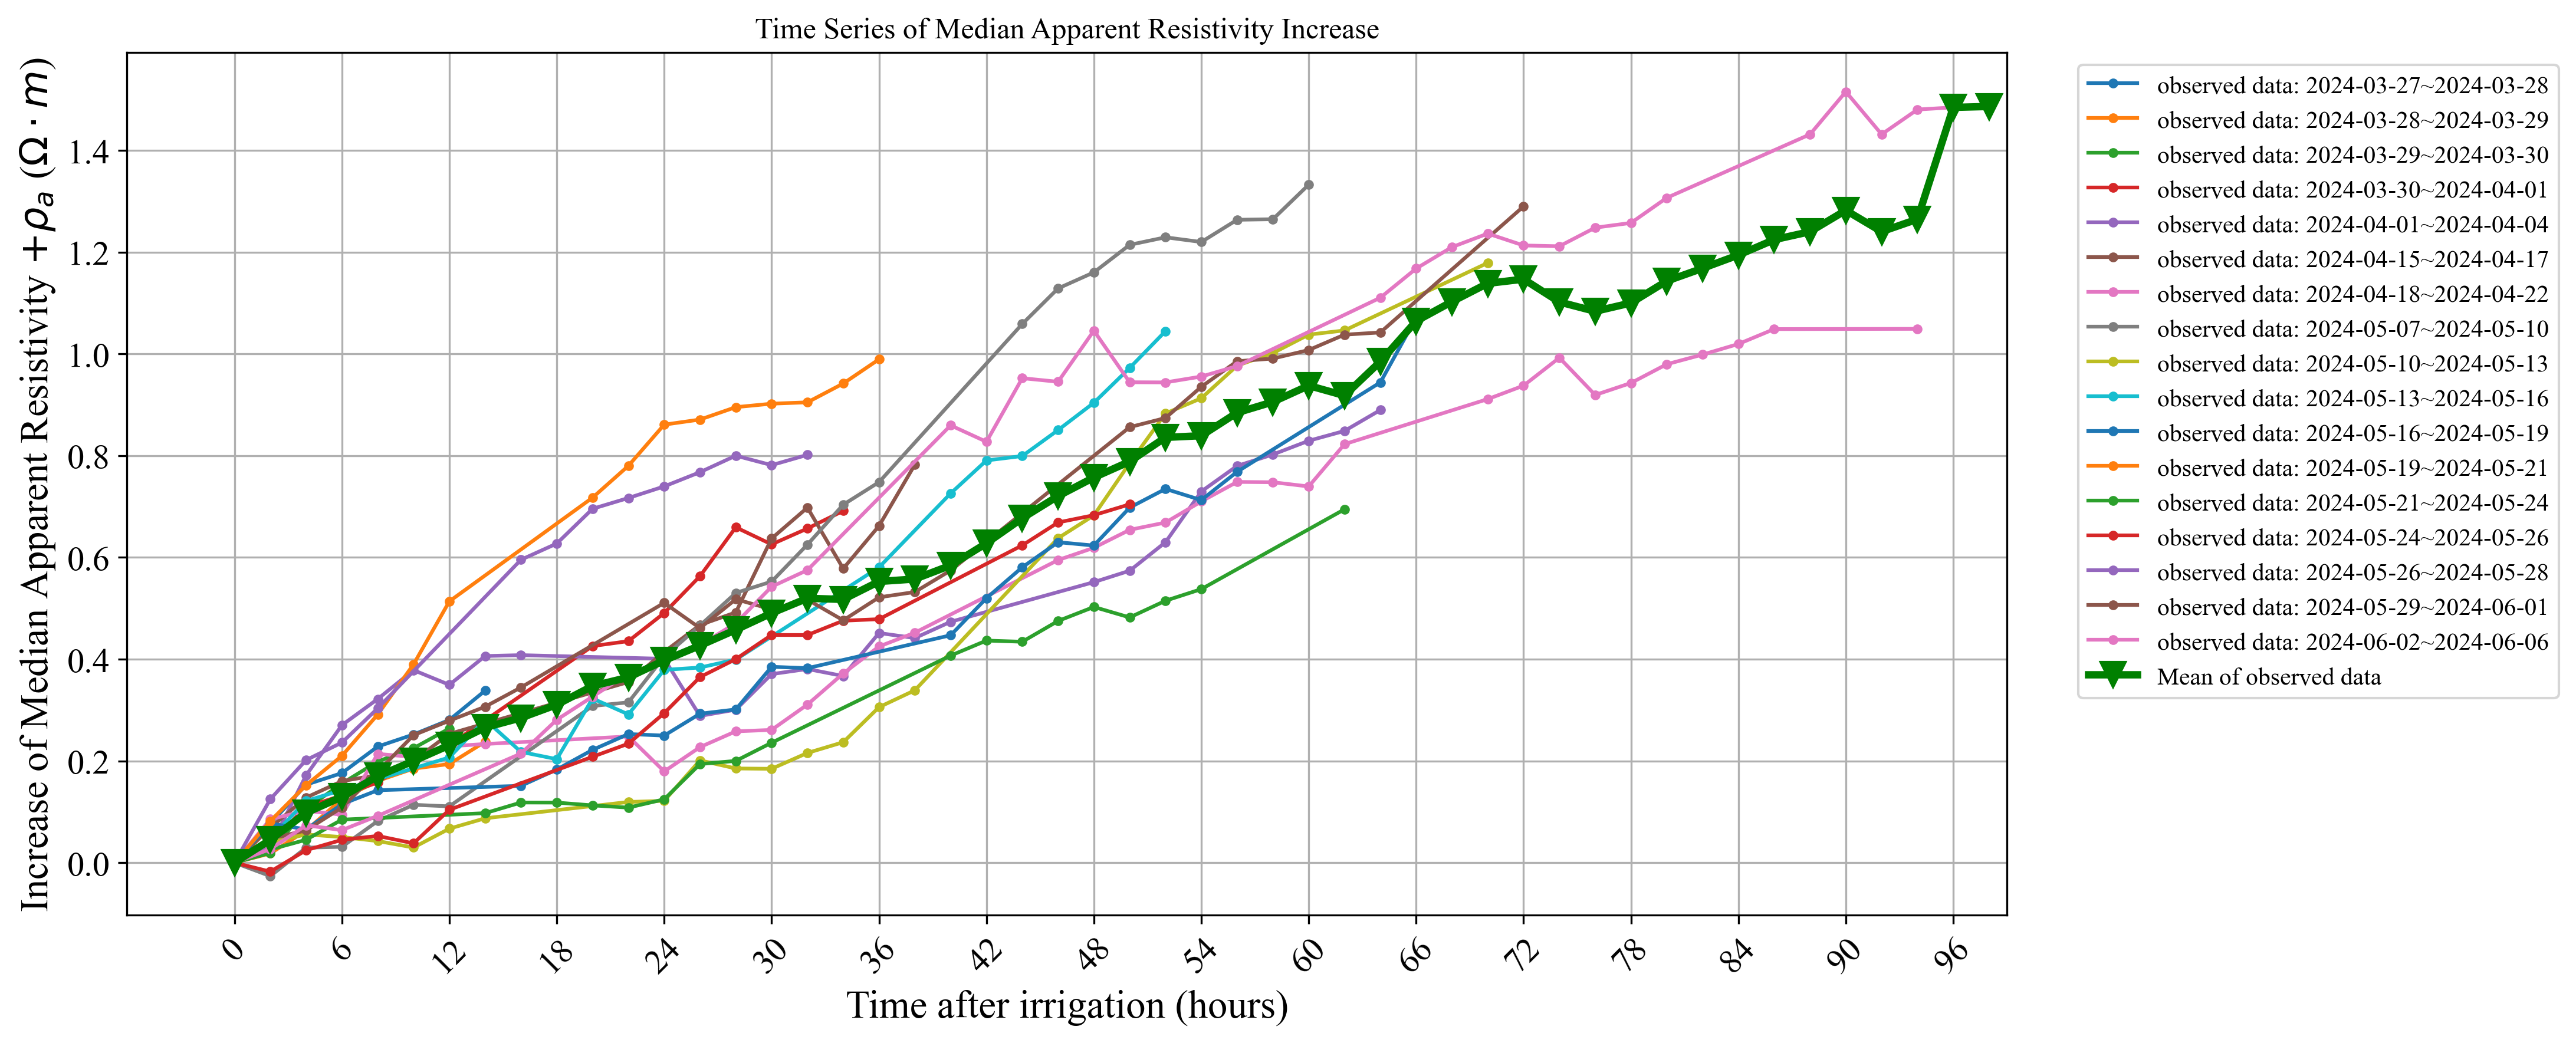 Time Series of Median Apparent Resistivity Increase
Increase of Median Apparent Resistivity +ρₐ (Ω · m)
1.4
1.2
1.0
0.8
0.6
0.4
0.2
0.0
0
6
12
18
24
30
36
42
48
54
60
66
72
78
84
90
96
Time after irrigation (hours)
observed data: 2024-03-27~2024-03-28
observed data: 2024-03-28~2024-03-29
observed data: 2024-03-29~2024-03-30
observed data: 2024-03-30~2024-04-01
observed data: 2024-04-01~2024-04-04
observed data: 2024-04-15~2024-04-17
observed data: 2024-04-18~2024-04-22
observed data: 2024-05-07~2024-05-10
observed data: 2024-05-10~2024-05-13
observed data: 2024-05-13~2024-05-16
observed data: 2024-05-16~2024-05-19
observed data: 2024-05-19~2024-05-21
observed data: 2024-05-21~2024-05-24
observed data: 2024-05-24~2024-05-26
observed data: 2024-05-26~2024-05-28
observed data: 2024-05-29~2024-06-01
observed data: 2024-06-02~2024-06-06
Mean of observed data